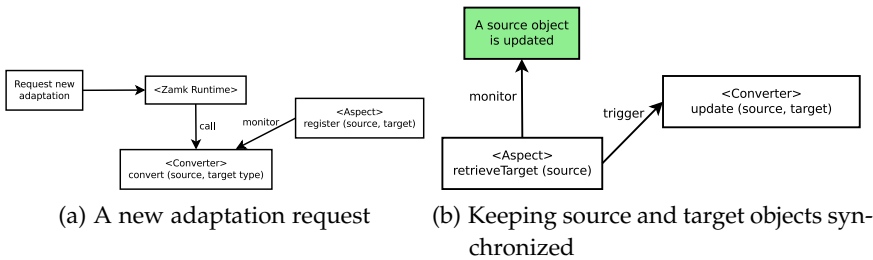 Request new
adaptation
<Zamk Runtime>
call
monitor
<Aspect>
register (source, target)
<Converter>
convert (source, target type)
(a) A new adaptation request
A source object
is updated
monitor
trigger
<Converter>
update (source, target)
<Aspect>
retrieveTarget (source)
(b) Keeping source and target objects syn-
chronized